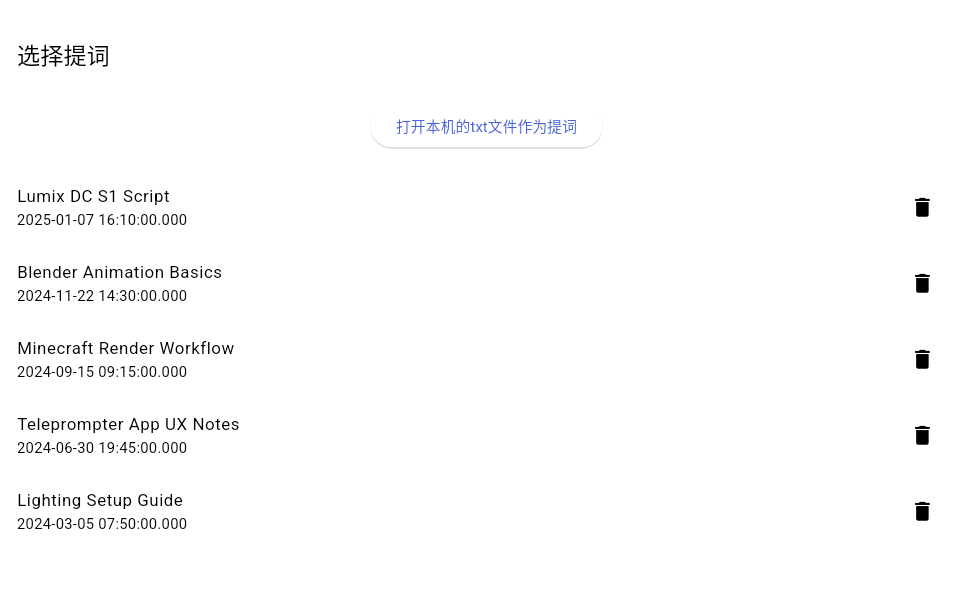 选择提词
打开本机的txt文件作为提词
Lumix DC S1 Script
2025-01-07 16:10:00.000
Blender Animation Basics
2024-11-22 14:30:00.000
Minecraft Render Workflow
2024-09-15 09:15:00.000
Teleprompter App UX Notes
2024-06-30 19:45:00.000
Lighting Setup Guide
2024-03-05 07:50:00.000